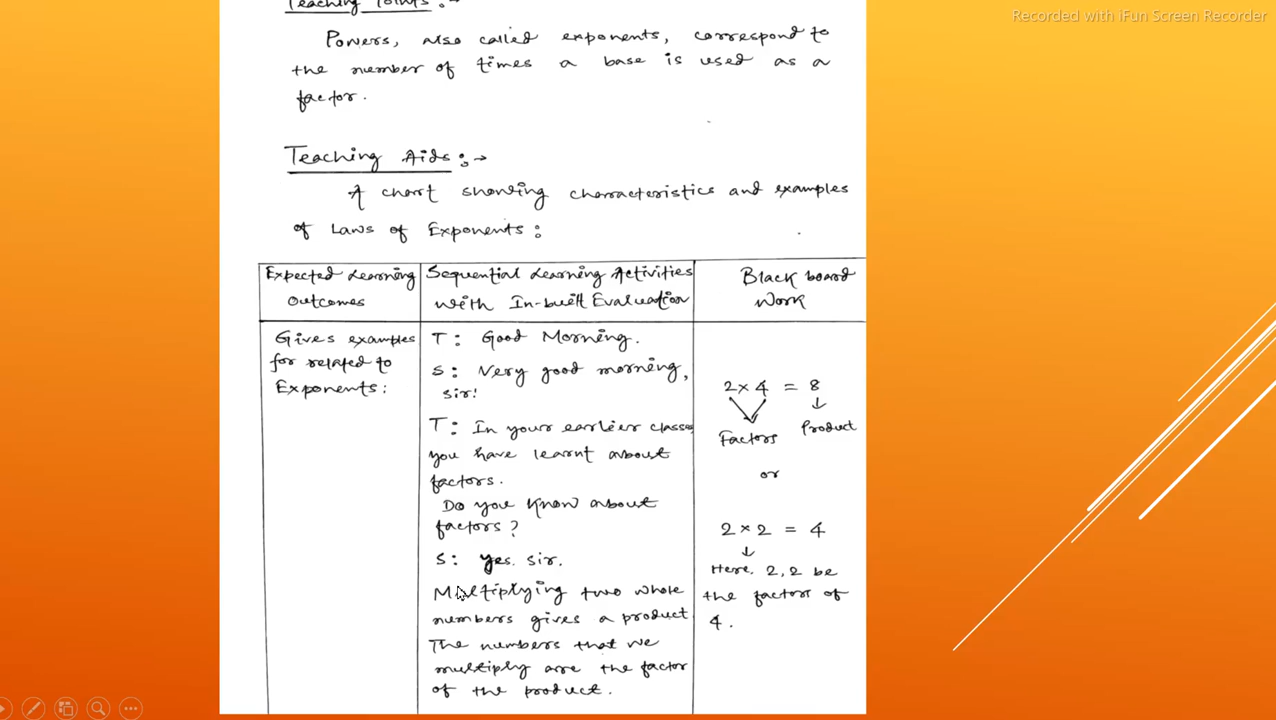 Recorded with iFun Screen Recorder
Teaching Points :→
Powers, also called exponents, correspond to
the number of times a base is used as a
factor.
Teaching Aids :→
A chart showing characteristics and examples
of Laws of Exponents :
Expected Learning
Outcomes
Gives examples
for related to
Exponents :
Sequential Learning Activities
with In-built Evaluation
T : Good Morning.
S : Very good morning,
sir!
T : In your earlier classes
you have learnt about
factors.
Do you know about
factors ?
S : yes. sir.
Multiplying two whole
numbers gives a product
The numbers that we
multiply are the factor
of the product.
Black board
Work
2 × 4 = 8
Factors Product
or
2 × 2 = 4
Here. 2, 2 be
the factors of
4.